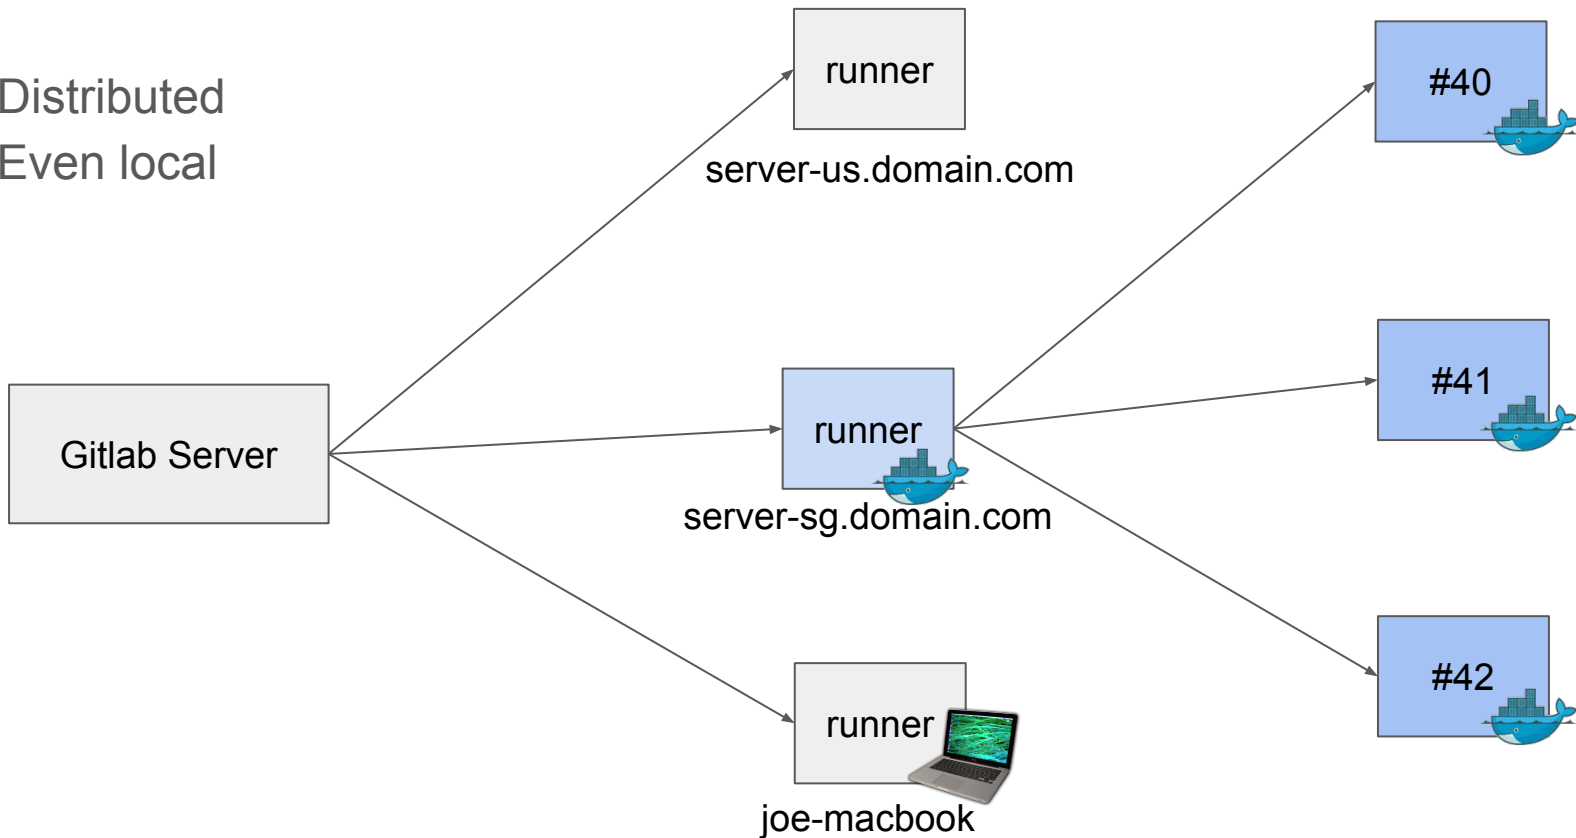 Distributed
Even local
Gitlab Server
runner
server-us.domain.com
runner
server-sg.domain.com
runner
joe-macbook
#40
#41
#42